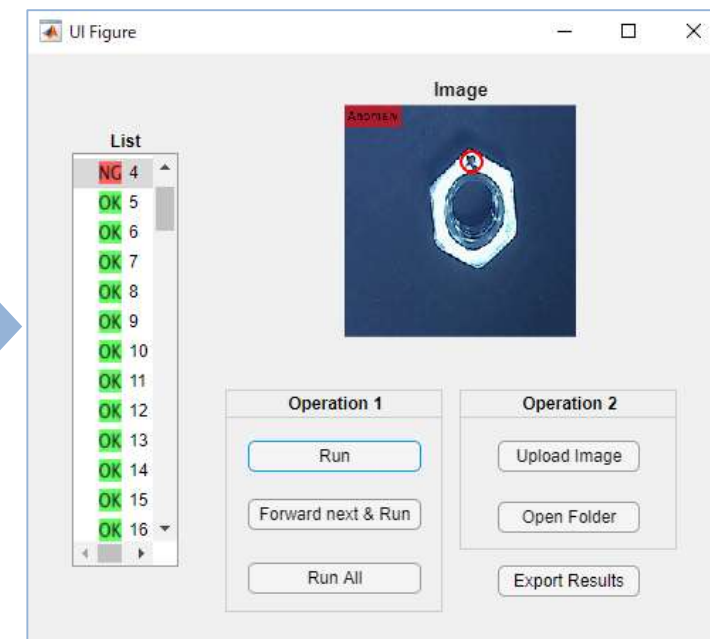 UI Figure
Image
Anomaly
List
NG 4
OK 5
OK 6
OK 7
OK 8
OK 9
OK 10
OK 11
OK 12
OK 13
OK 14
OK 15
OK 16
Operation 1
Run
Forward next & Run
Run All
Operation 2
Upload Image
Open Folder
Export Results